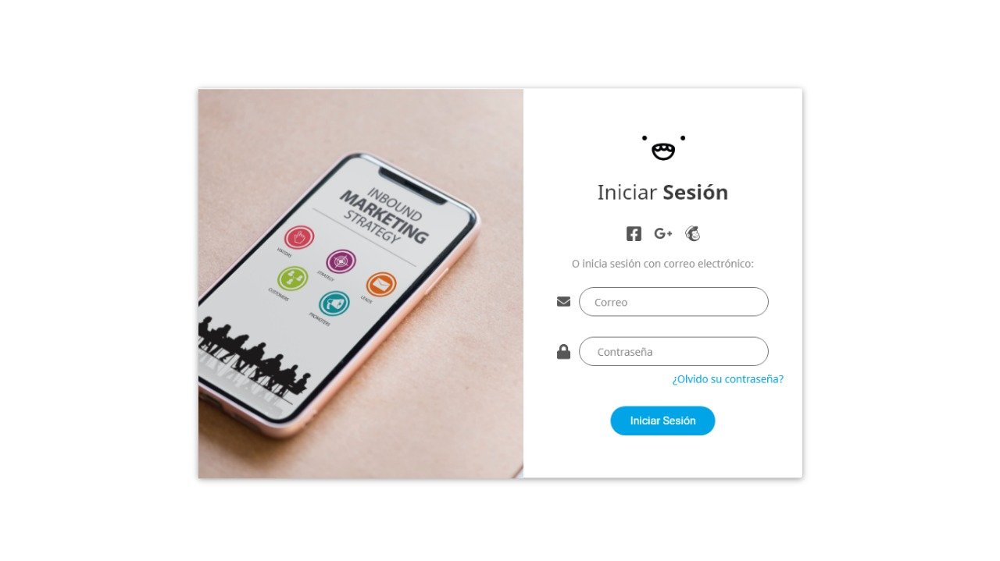 INBOUND
MARKETING
STRATEGY
VISITORS
STRATEGY
LEADS
CUSTOMERS
PROMOTERS
Iniciar Sesión
G+
O inicia sesión con correo electrónico:
Correo
Contraseña
¿Olvido su contraseña?
Iniciar Sesión